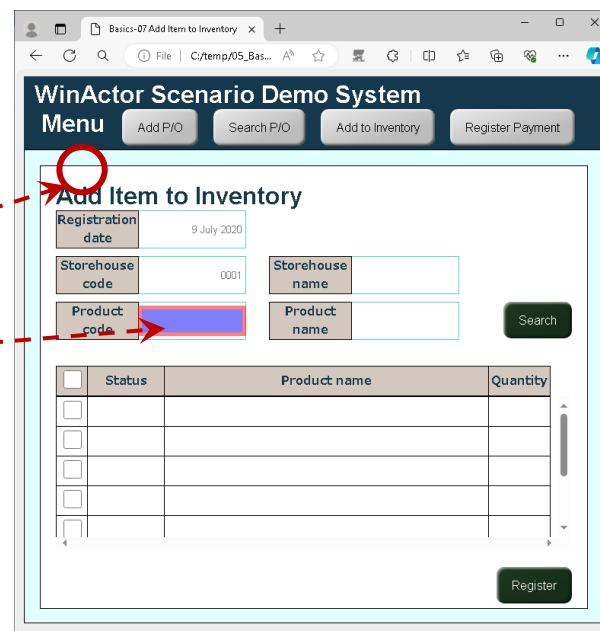 Basics-07 Add Item to Inventory
File | C:/temp/05_Bas...
WinActor Scenario Demo System
Menu
Add P/O
Search P/O
Add to Inventory
Register Payment
Add Item to Inventory
Registration
date
9 July 2020
Storehouse
code
0001
Storehouse
name
Product
code
Product
name
Search
Status
Product name
Quantity
Register